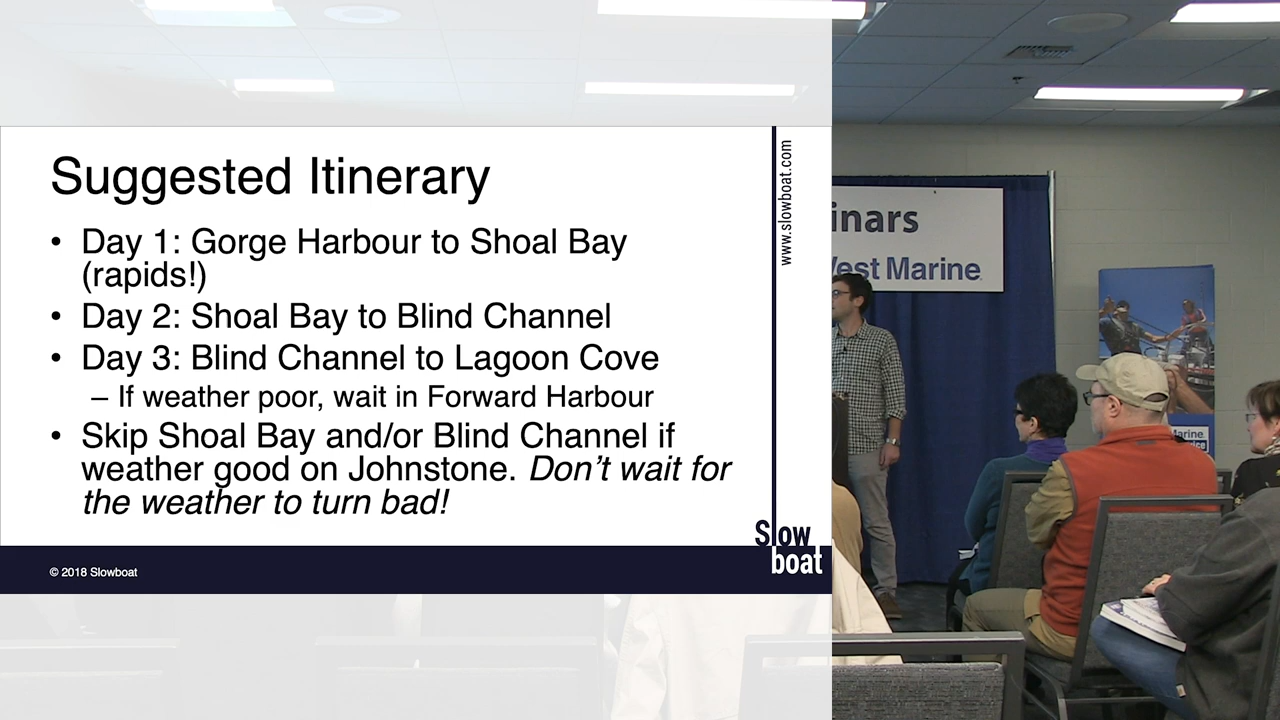 Suggested Itinerary
• Day 1: Gorge Harbour to Shoal Bay
(rapids!)
• Day 2: Shoal Bay to Blind Channel
• Day 3: Blind Channel to Lagoon Cove
– If weather poor, wait in Forward Harbour
• Skip Shoal Bay and/or Blind Channel if
weather good on Johnstone. Don’t wait for
the weather to turn bad!
www.slowboat.com
Slow
boat
© 2018 Slowboat
inars
West Marine
Marine